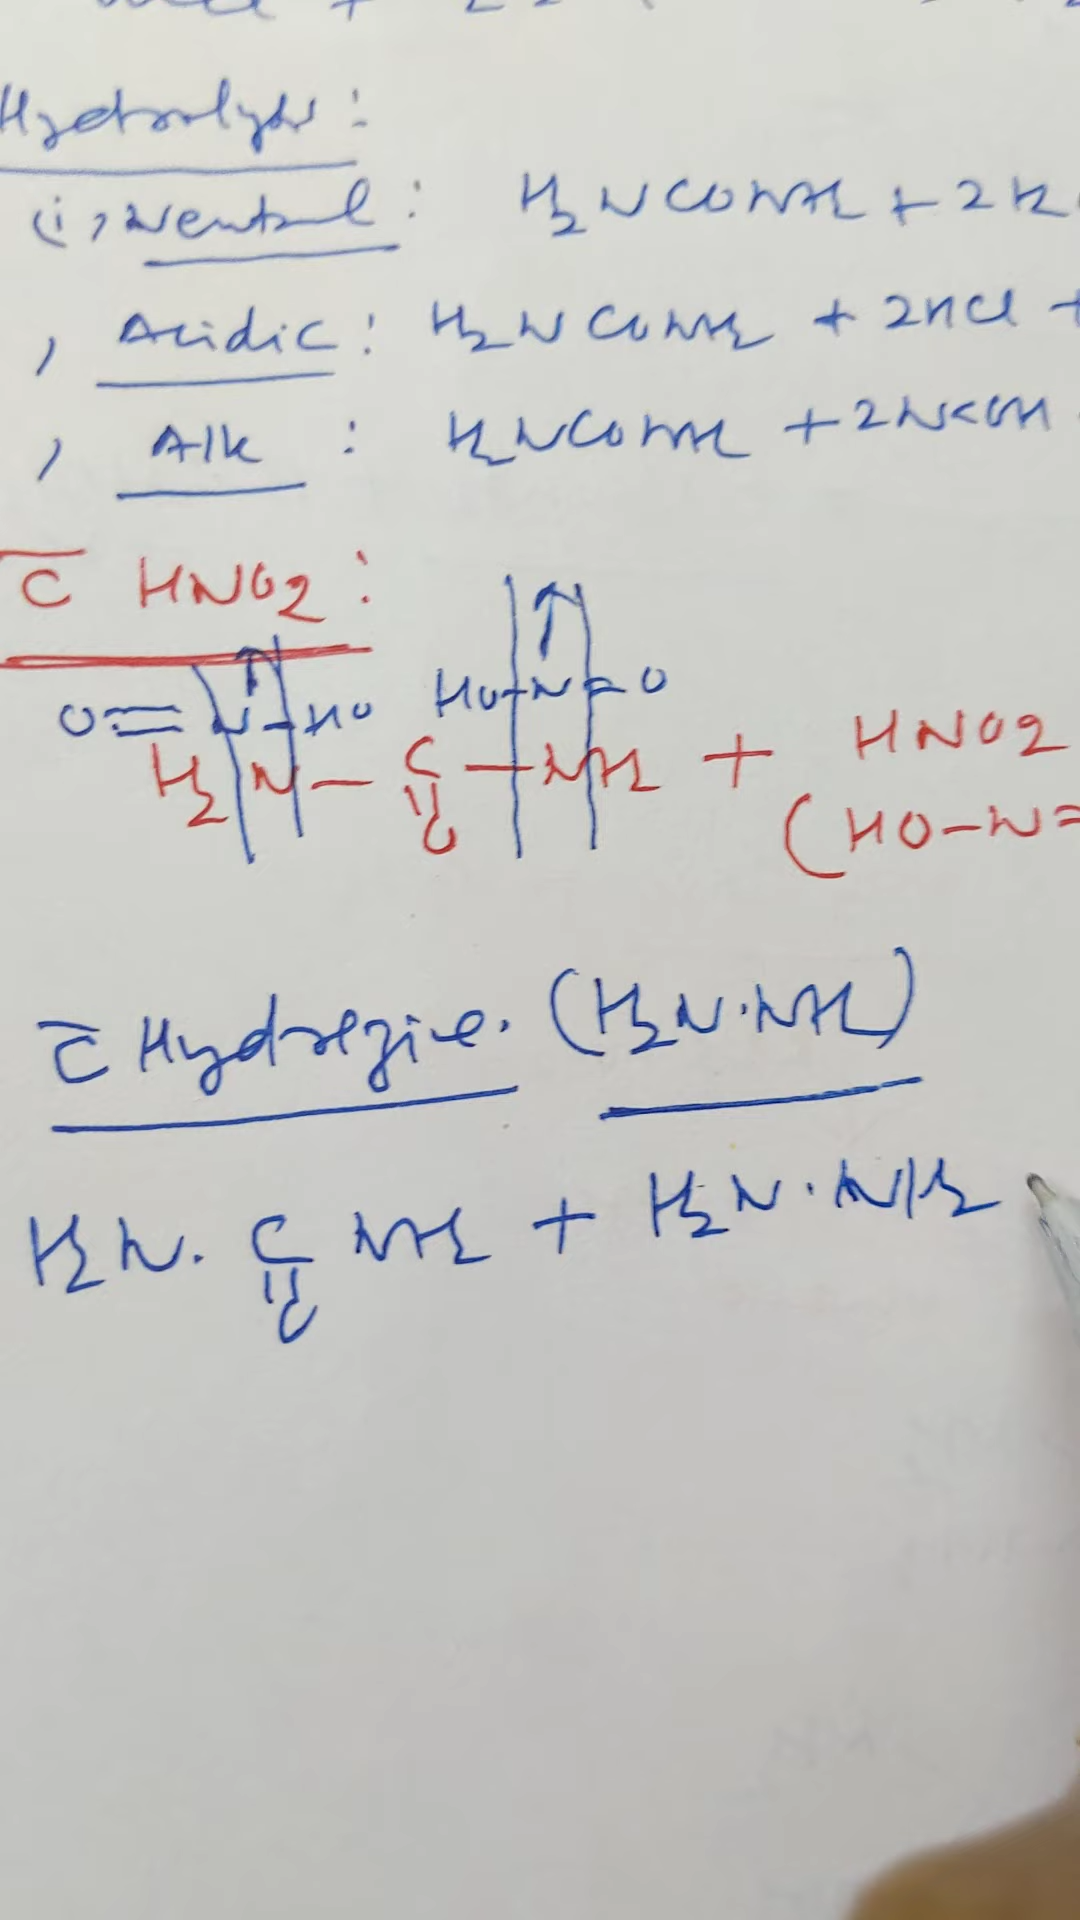 Hydrolysis:
(i) Neutral: H2NCONH2 + 2H
) Acidic: H2NCONH2 + 2HCl +
) Alk : H2NCONH2 + 2NaOH
c̅ HNO2:
O=N-HO HO-N=O
H2N-C-NH2 + HNO2
O (HO-N=
c̅ Hydrazine. (H2N.NH2)
H2N.C NH2 + H2N.NH2
O